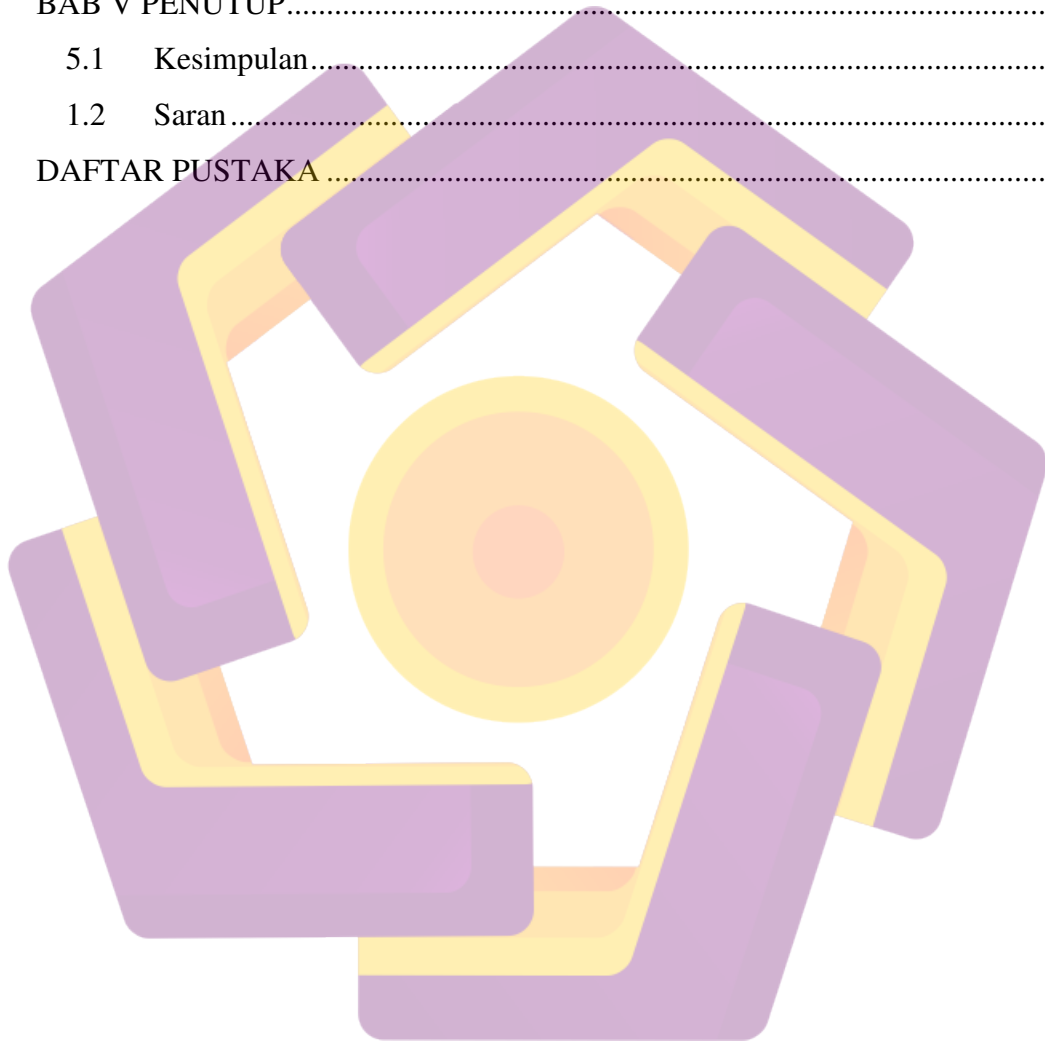 BAB V PENUTUP..........................................................................................
5.1 Kesimpulan.......................................................................................
1.2 Saran.................................................................................................
DAFTAR PUSTAKA.....................................................................................